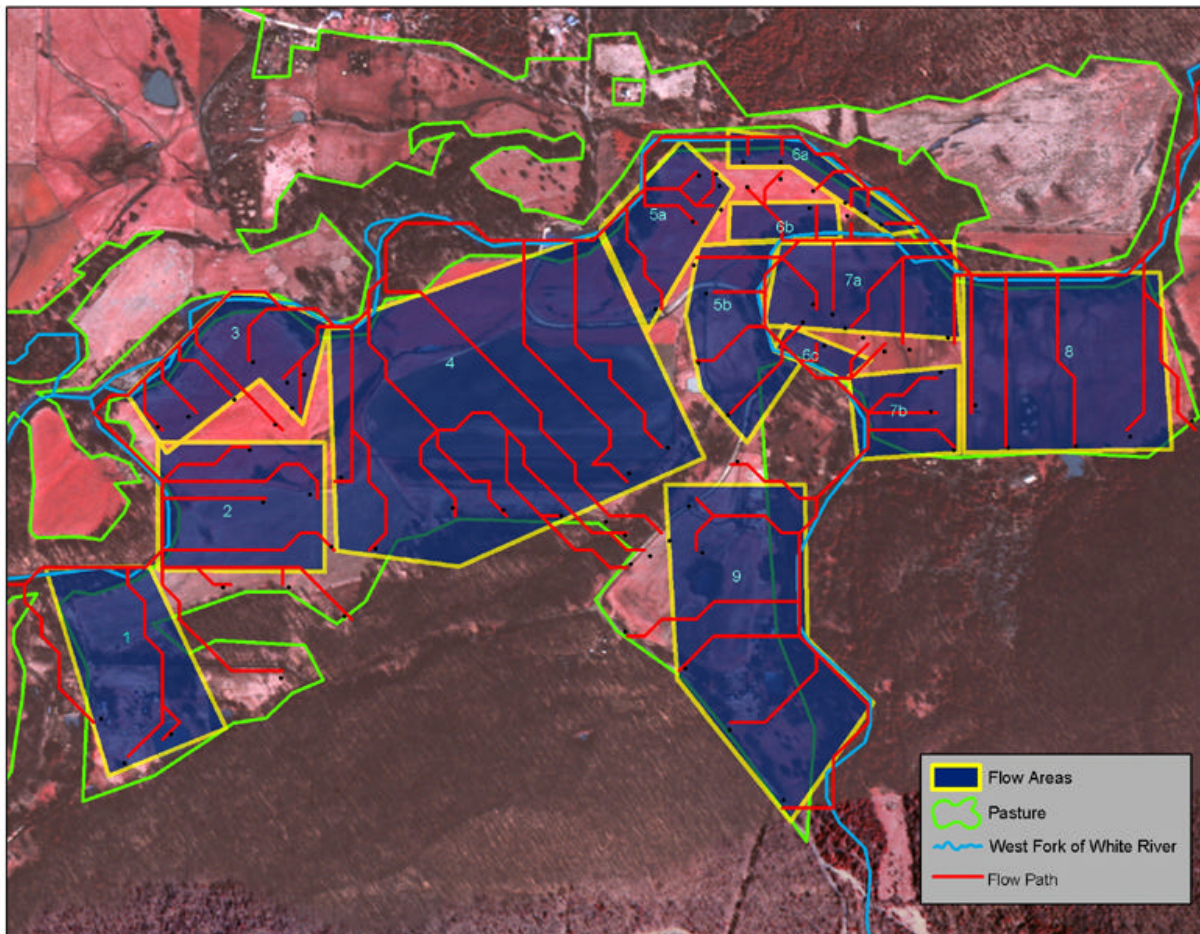 6a
5a
6b
7a
5b
3
8
4
6c
7b
2
9
1
Flow Areas
Pasture
West Fork of White River
Flow Path